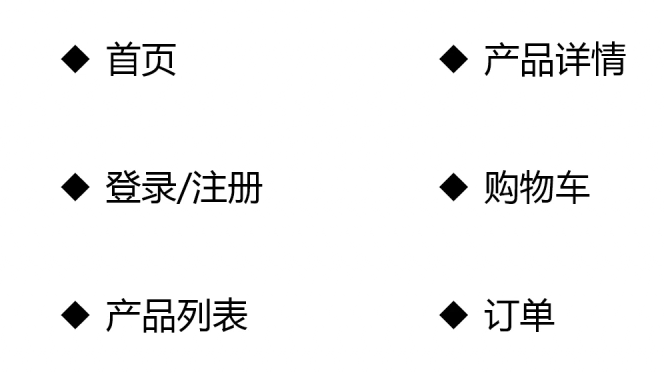 ◆ 首页
◆ 登录/注册
◆ 产品列表
◆ 产品详情
◆ 购物车
◆ 订单